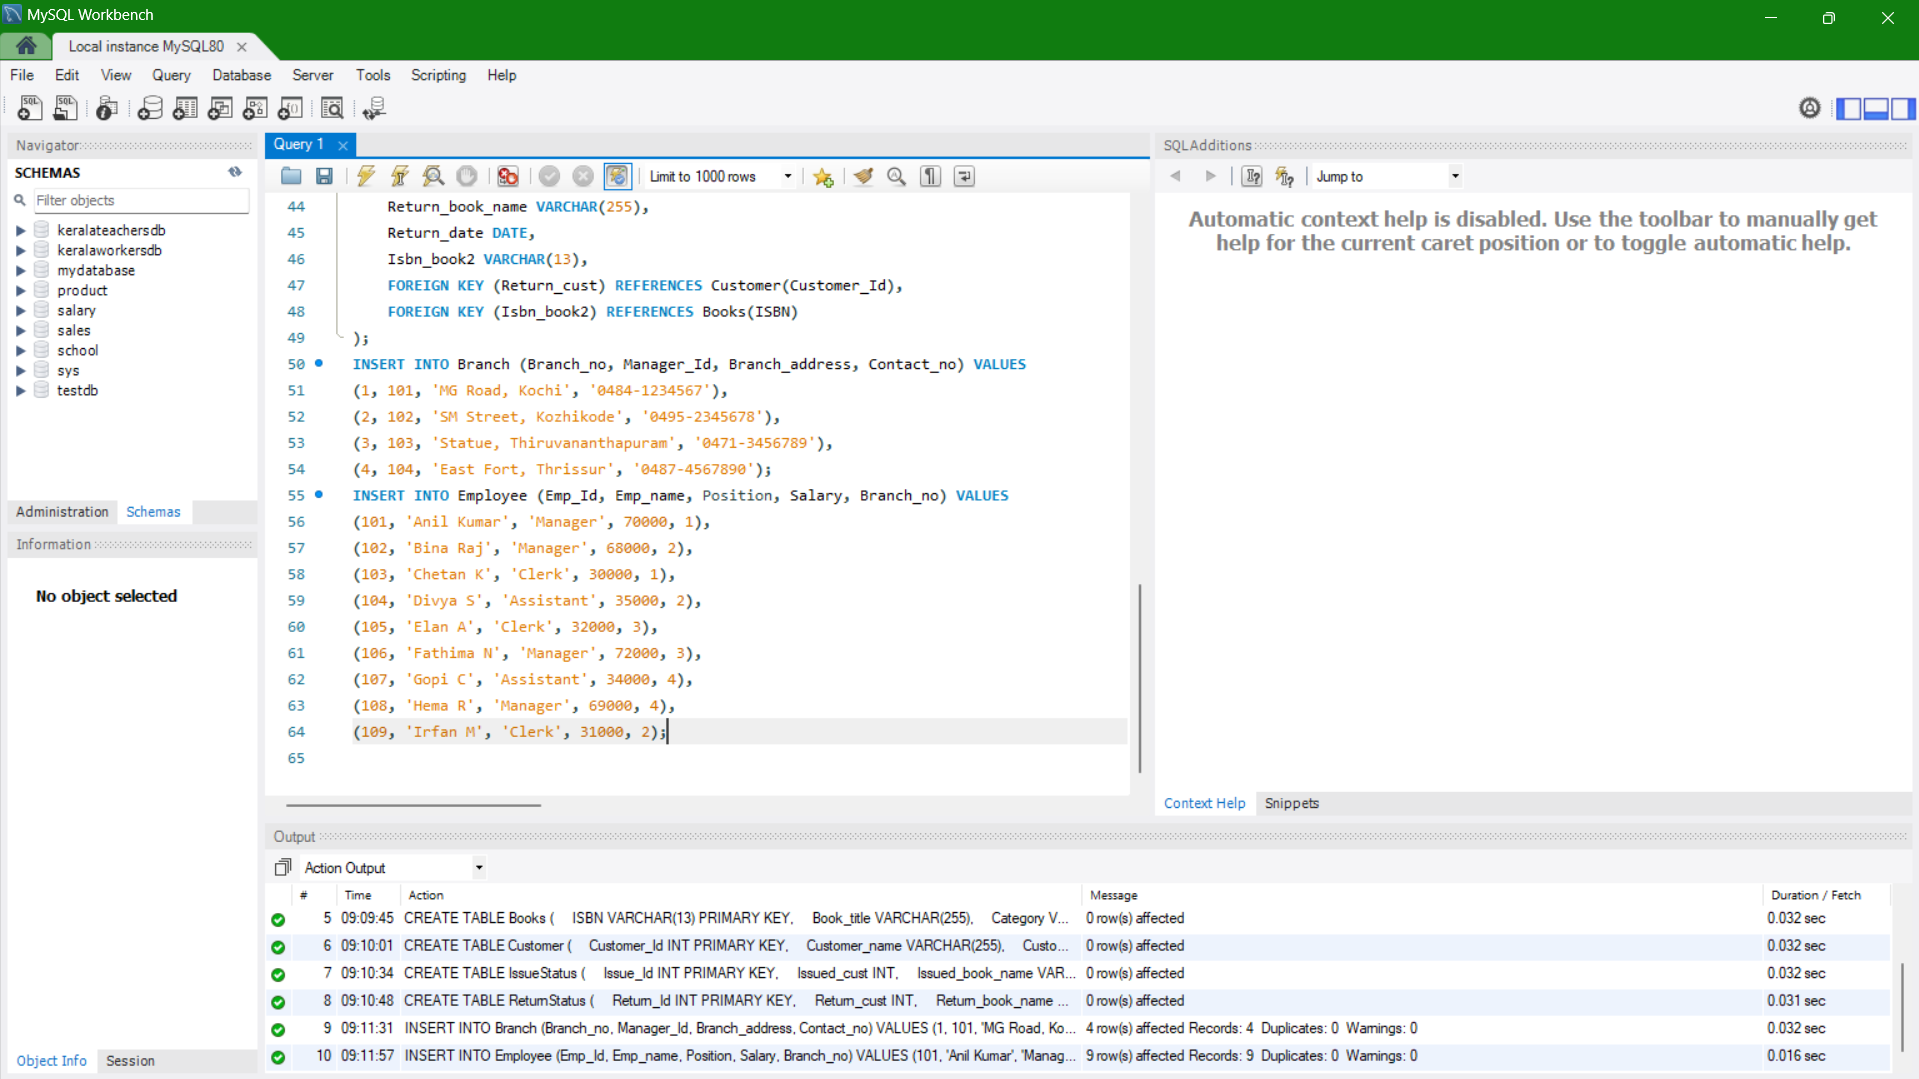 MySQL Workbench
Local instance MySQL80
File Edit View Query Database Server Tools Scripting Help
Navigator
SCHEMAS
Filter objects
keralateachersdb
keralaworkersdb
mydatabase
product
salary
sales
school
sys
testdb
Administration Schemas
Information
No object selected
Object Info Session
Query 1
Limit to 1000 rows
44 Return_book_name VARCHAR(255),
45 Return_date DATE,
46 Isbn_book2 VARCHAR(13),
47 FOREIGN KEY (Return_cust) REFERENCES Customer(Customer_Id),
48 FOREIGN KEY (Isbn_book2) REFERENCES Books(ISBN)
49 );
50 INSERT INTO Branch (Branch_no, Manager_Id, Branch_address, Contact_no) VALUES
51 (1, 101, 'MG Road, Kochi', '0484-1234567'),
52 (2, 102, 'SM Street, Kozhikode', '0495-2345678'),
53 (3, 103, 'Statue, Thiruvananthapuram', '0471-3456789'),
54 (4, 104, 'East Fort, Thrissur', '0487-4567890');
55 INSERT INTO Employee (Emp_Id, Emp_name, Position, Salary, Branch_no) VALUES
56 (101, 'Anil Kumar', 'Manager', 70000, 1),
57 (102, 'Bina Raj', 'Manager', 68000, 2),
58 (103, 'Chetan K', 'Clerk', 30000, 1),
59 (104, 'Divya S', 'Assistant', 35000, 2),
60 (105, 'Elan A', 'Clerk', 32000, 3),
61 (106, 'Fathima N', 'Manager', 72000, 3),
62 (107, 'Gopi C', 'Assistant', 34000, 4),
63 (108, 'Hema R', 'Manager', 69000, 4),
64 (109, 'Irfan M', 'Clerk', 31000, 2);
65
SQLAdditions
Jump to
Automatic context help is disabled. Use the toolbar to manually get
help for the current caret position or to toggle automatic help.
Context Help Snippets
Output
Action Output
# Time Action Message Duration / Fetch
5 09:09:45 CREATE TABLE Books ( ISBN VARCHAR(13) PRIMARY KEY, Book_title VARCHAR(255), Category V... 0 row(s) affected 0.032 sec
6 09:10:01 CREATE TABLE Customer ( Customer_Id INT PRIMARY KEY, Customer_name VARCHAR(255), Custo... 0 row(s) affected 0.032 sec
7 09:10:34 CREATE TABLE IssueStatus ( Issue_Id INT PRIMARY KEY, Issued_cust INT, Issued_book_name VAR... 0 row(s) affected 0.032 sec
8 09:10:48 CREATE TABLE ReturnStatus ( Return_Id INT PRIMARY KEY, Return_cust INT, Return_book_name ... 0 row(s) affected 0.031 sec
9 09:11:31 INSERT INTO Branch (Branch_no, Manager_Id, Branch_address, Contact_no) VALUES (1, 101, 'MG Road, Ko... 4 row(s) affected Records: 4 Duplicates: 0 Warnings: 0 0.032 sec
10 09:11:57 INSERT INTO Employee (Emp_Id, Emp_name, Position, Salary, Branch_no) VALUES (101, 'Anil Kumar', 'Manag... 9 row(s) affected Records: 9 Duplicates: 0 Warnings: 0 0.016 sec